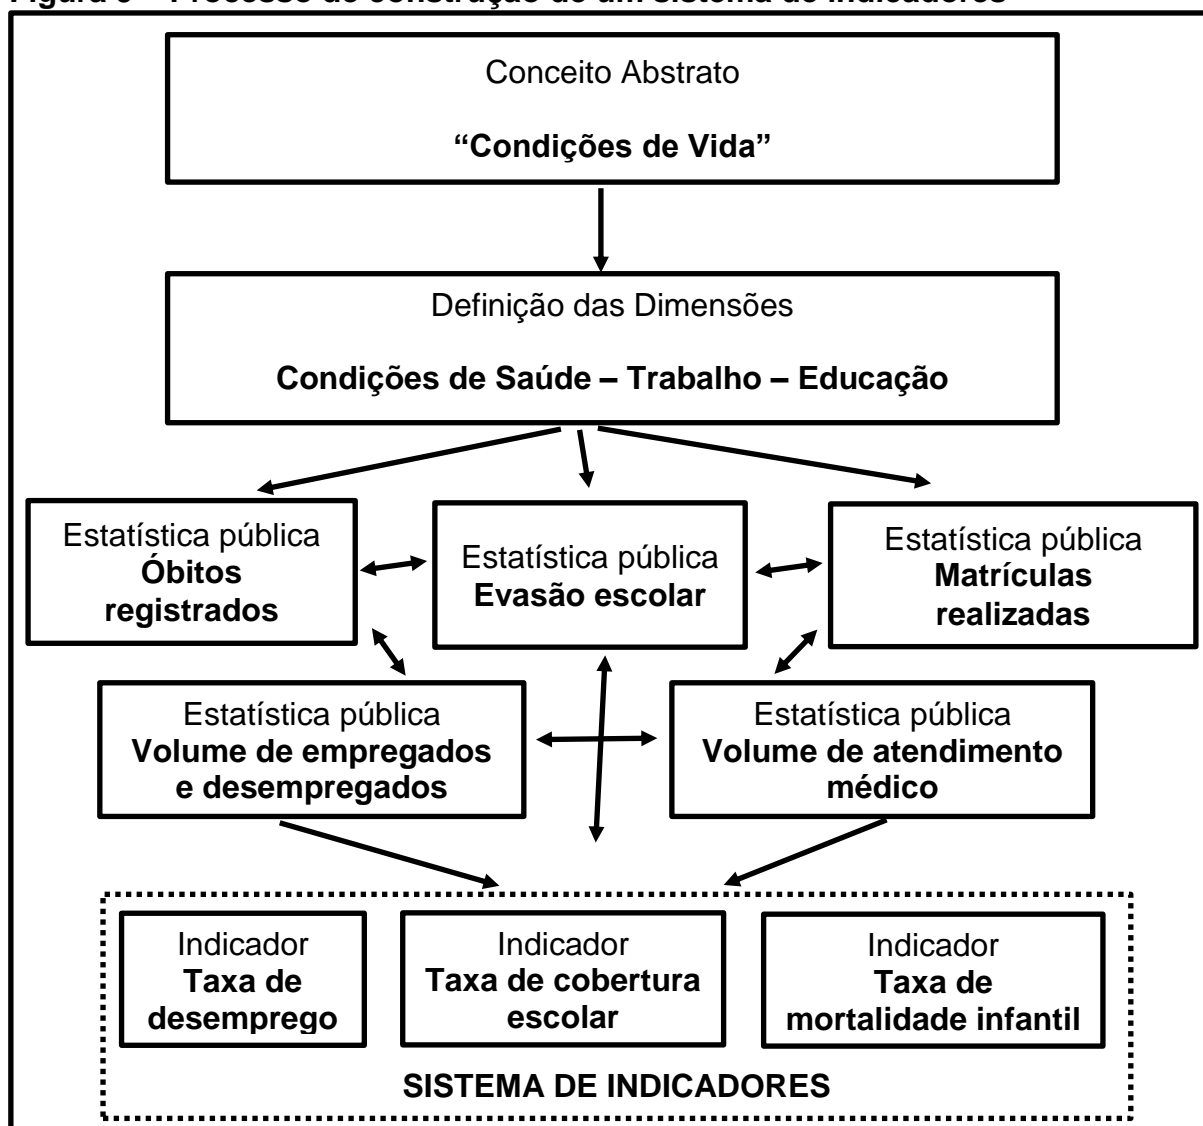 Conceito Abstrato
“Condições de Vida”
Definição das Dimensões
Condições de Saúde – Trabalho – Educação
Estatística pública
Óbitos
registrados
Estatística pública
Evasão escolar
Estatística pública
Matrículas
realizadas
Estatística pública
Volume de empregados
e desempregados
Estatística pública
Volume de atendimento
médico
Indicador
Taxa de
desemprego
Indicador
Taxa de cobertura
escolar
Indicador
Taxa de
mortalidade infantil
SISTEMA DE INDICADORES